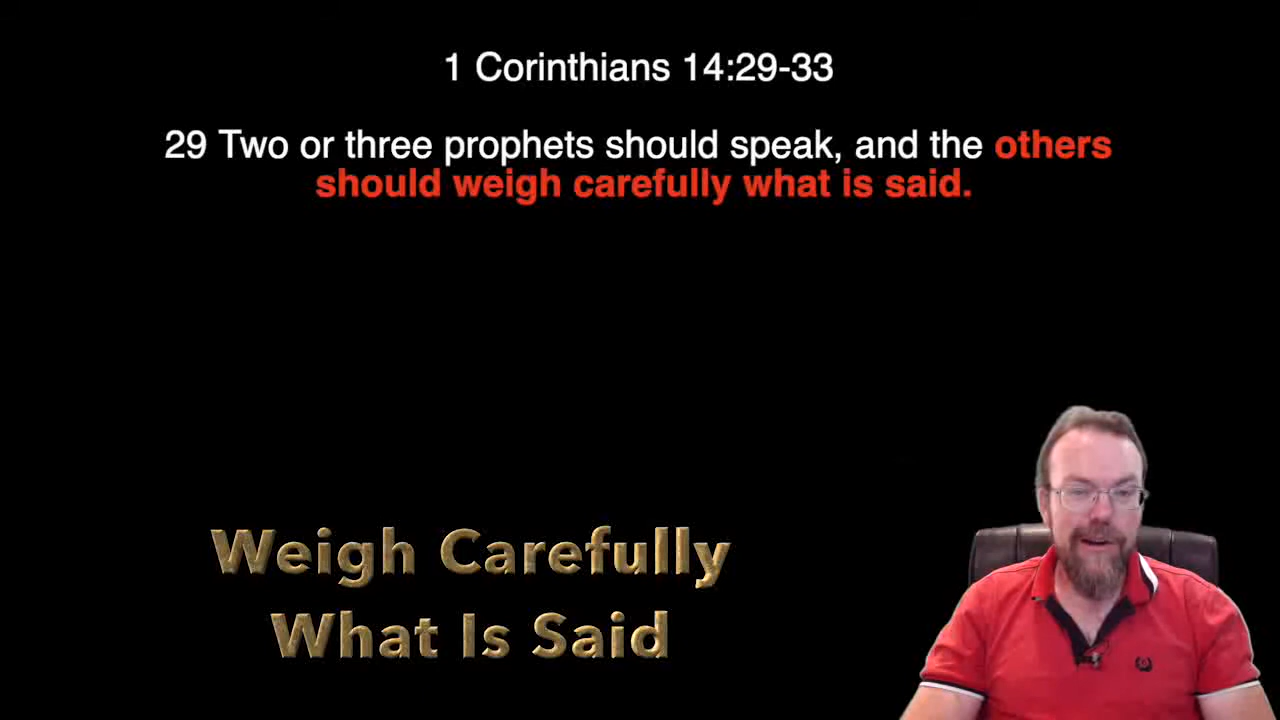 1 Corinthians 14:29-33
29 Two or three prophets should speak, and the others
should weigh carefully what is said.
Weigh Carefully
What Is Said